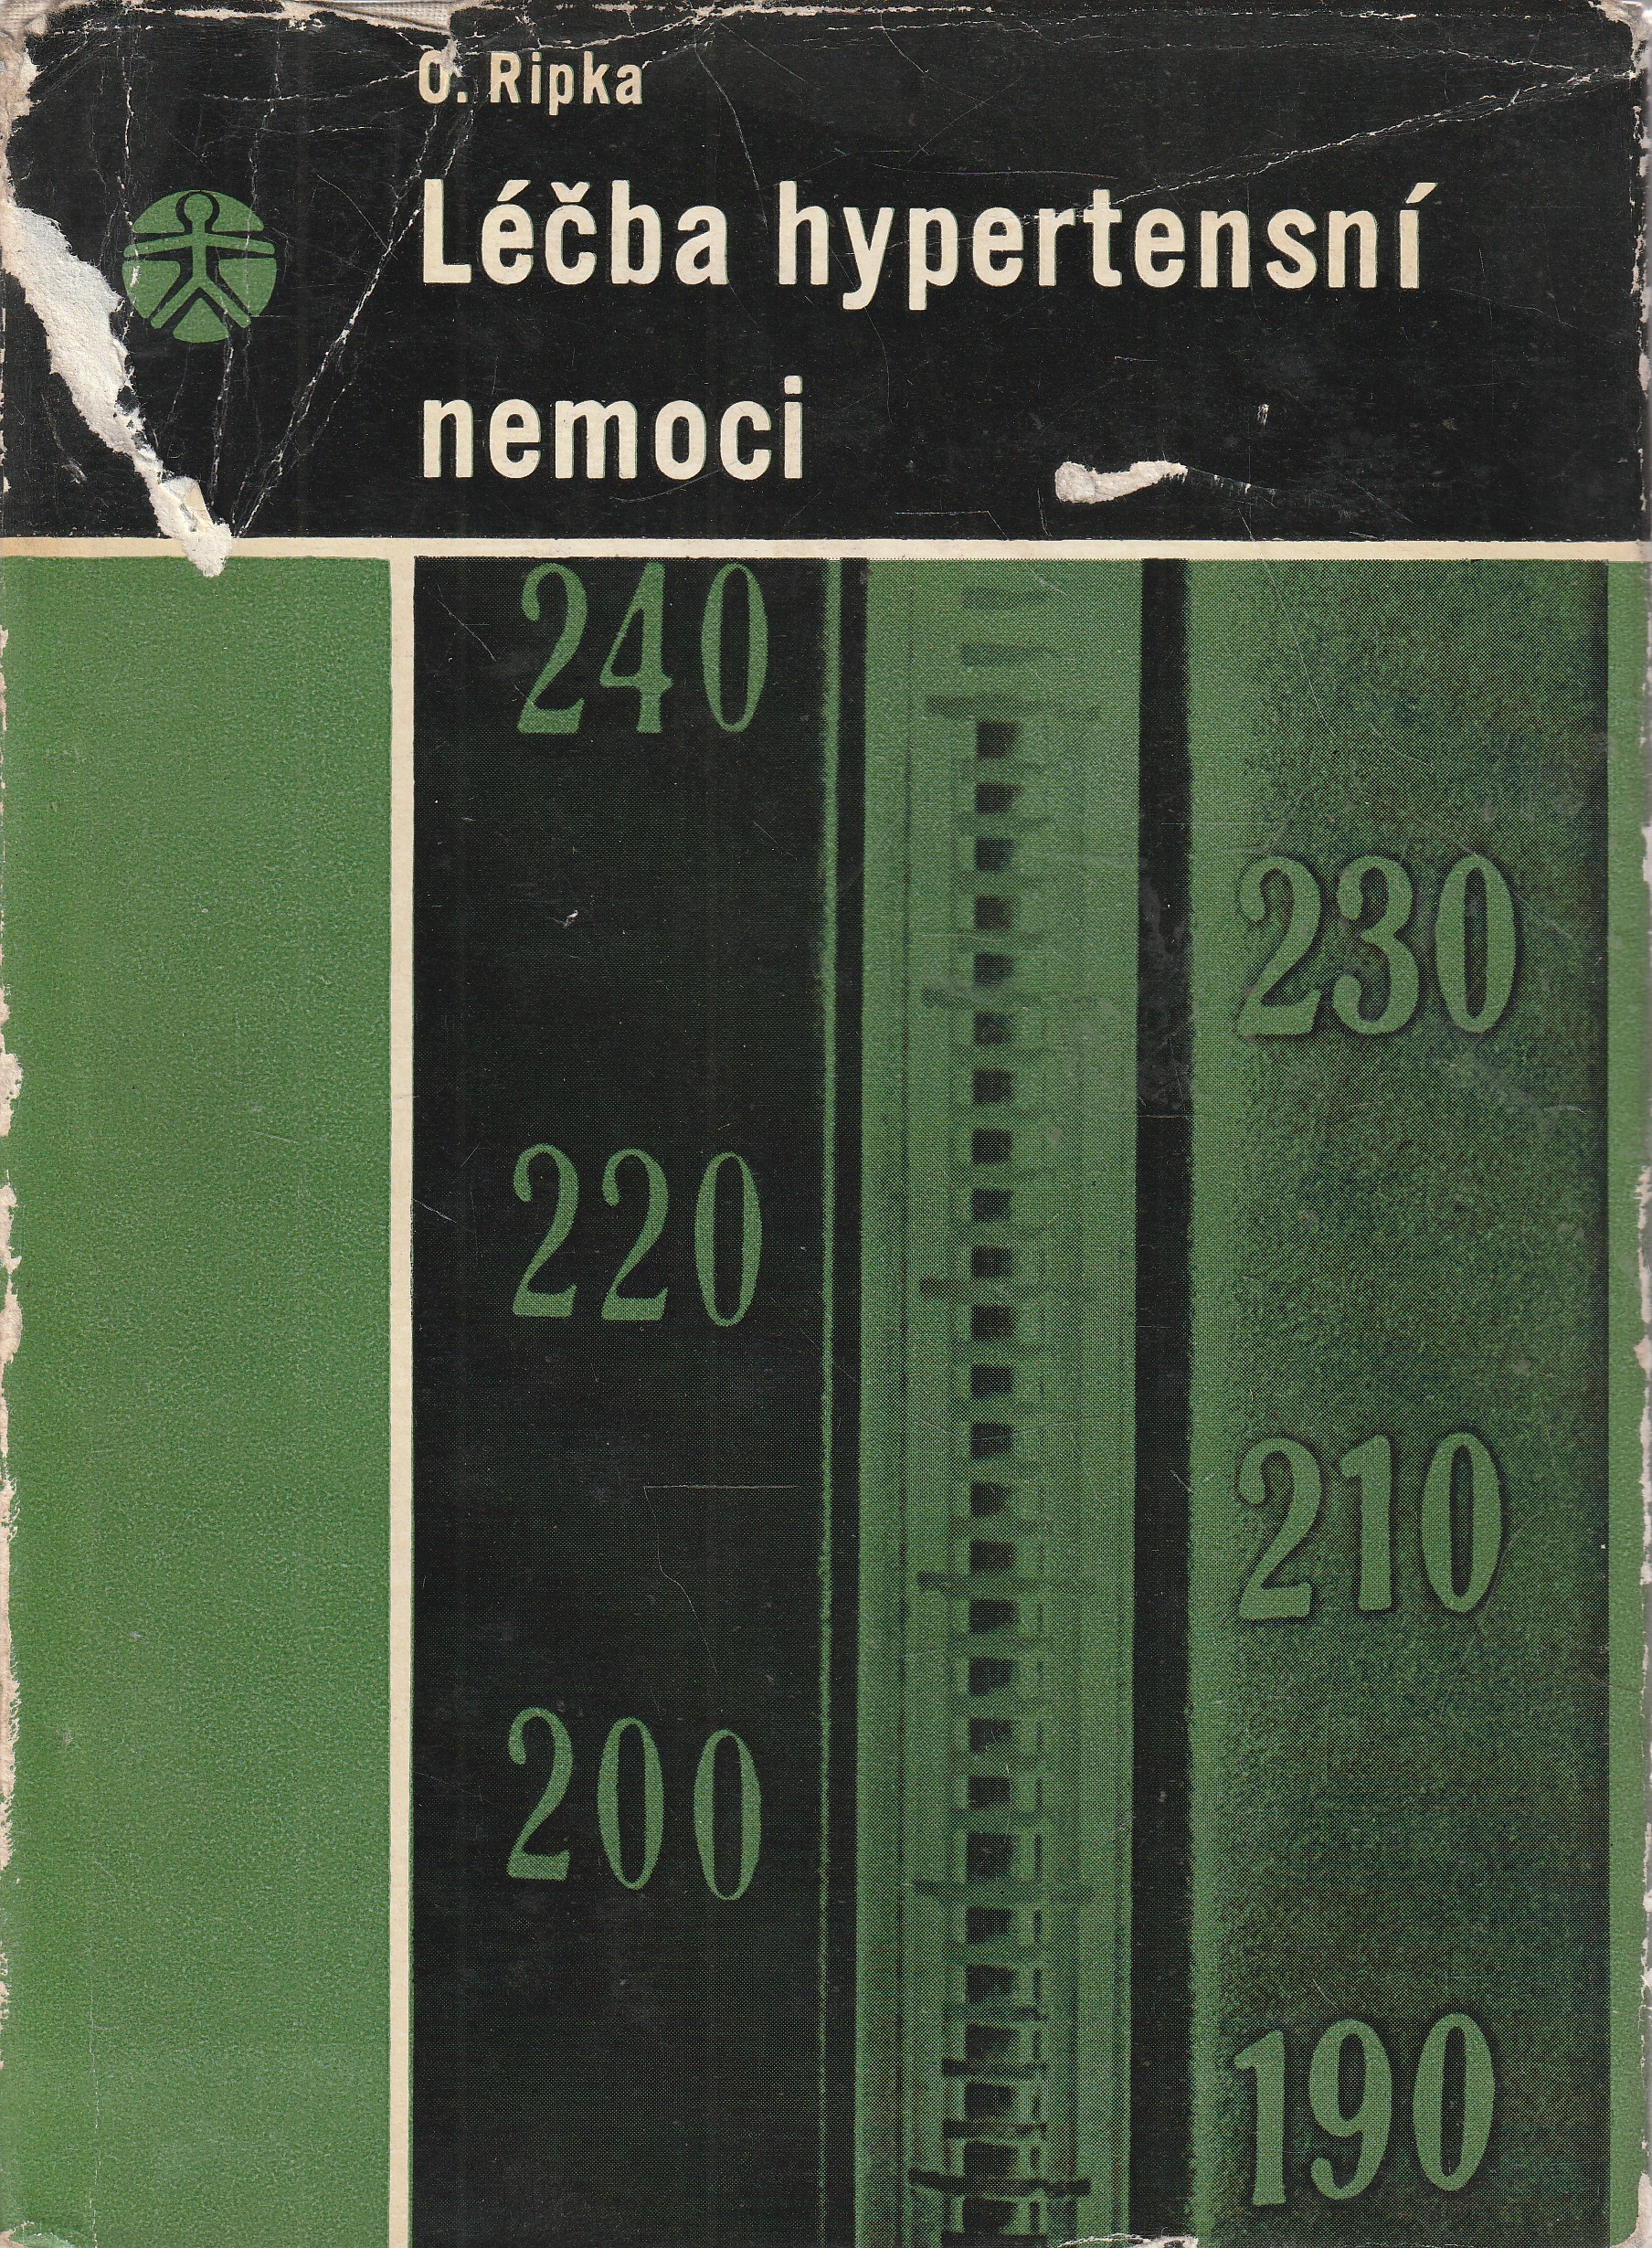 O. Ripka
Léčba hypertensní
nemoci
240
230
220
210
200
190